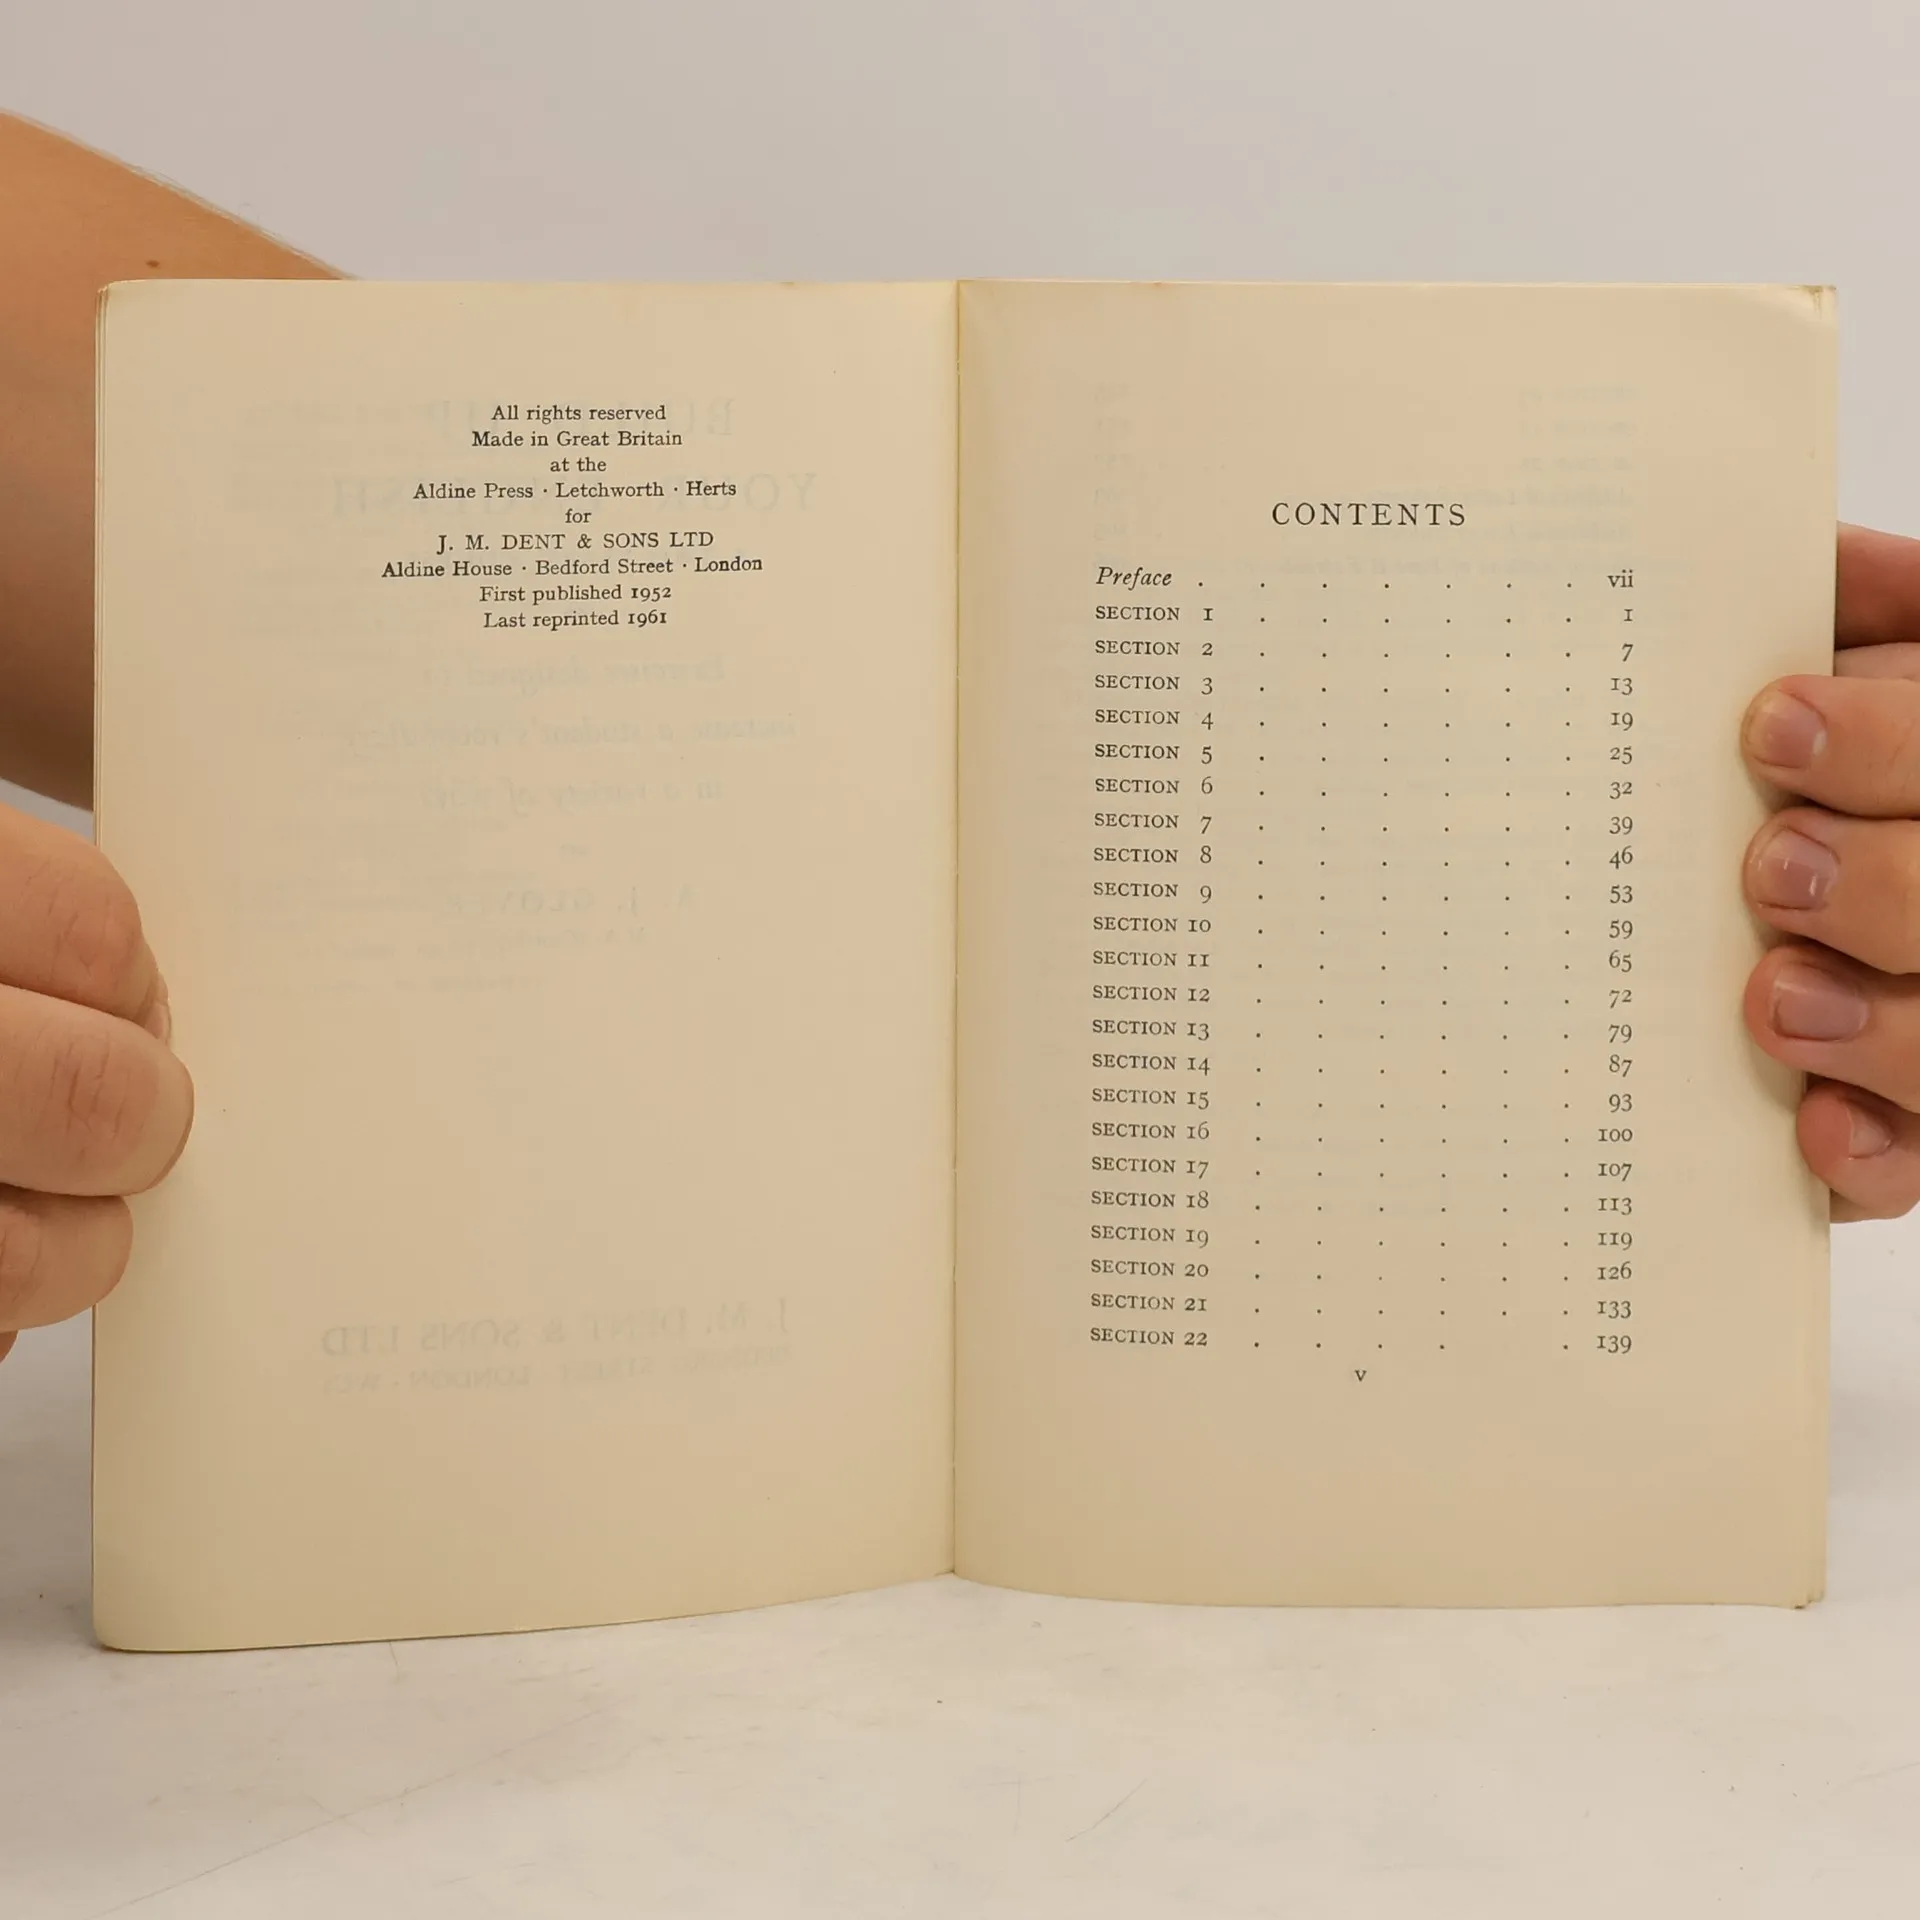 All rights reserved
Made in Great Britain
at the
Aldine Press · Letchworth · Herts
for
J. M. DENT & SONS LTD
Aldine House · Bedford Street · London
First published 1952
Last reprinted 1961
CONTENTS
Preface . . . . . . . vii
SECTION 1 . . . . . . 1
SECTION 2 . . . . . . 7
SECTION 3 . . . . . . 13
SECTION 4 . . . . . . 19
SECTION 5 . . . . . . 25
SECTION 6 . . . . . . 32
SECTION 7 . . . . . . 39
SECTION 8 . . . . . . 46
SECTION 9 . . . . . . 53
SECTION 10 . . . . . . 59
SECTION 11 . . . . . . 65
SECTION 12 . . . . . . 72
SECTION 13 . . . . . . 79
SECTION 14 . . . . . . 87
SECTION 15 . . . . . . 93
SECTION 16 . . . . . . 100
SECTION 17 . . . . . . 107
SECTION 18 . . . . . . 113
SECTION 19 . . . . . . 119
SECTION 20 . . . . . . 126
SECTION 21 . . . . . . 133
SECTION 22 . . . . . 139
v